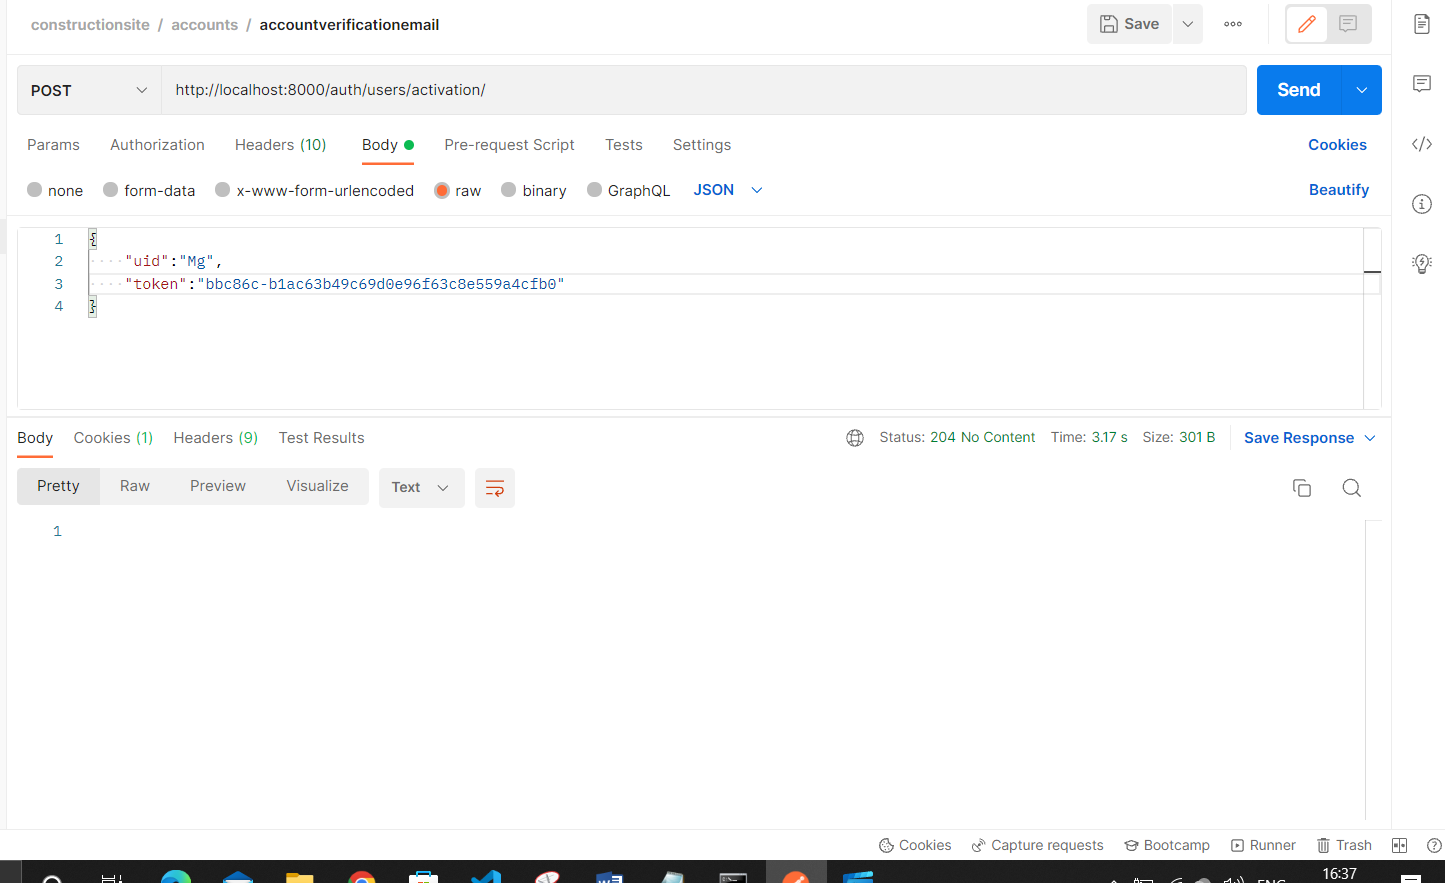 constructionsite / accounts / accountverificationemail
Save
POST
http://localhost:8000/auth/users/activation/
Send
Params Authorization Headers (10) Body Pre-request Script Tests Settings Cookies
none form-data x-www-form-urlencoded raw binary GraphQL JSON Beautify
1 {
2 "uid":"Mg",
3 "token":"bbc86c-b1ac63b49c69d0e96f63c8e559a4cfb0"
4 }
Body Cookies (1) Headers (9) Test Results Status: 204 No Content Time: 3.17 s Size: 301 B Save Response
Pretty Raw Preview Visualize Text
1
Cookies Capture requests Bootcamp Runner Trash
16:37